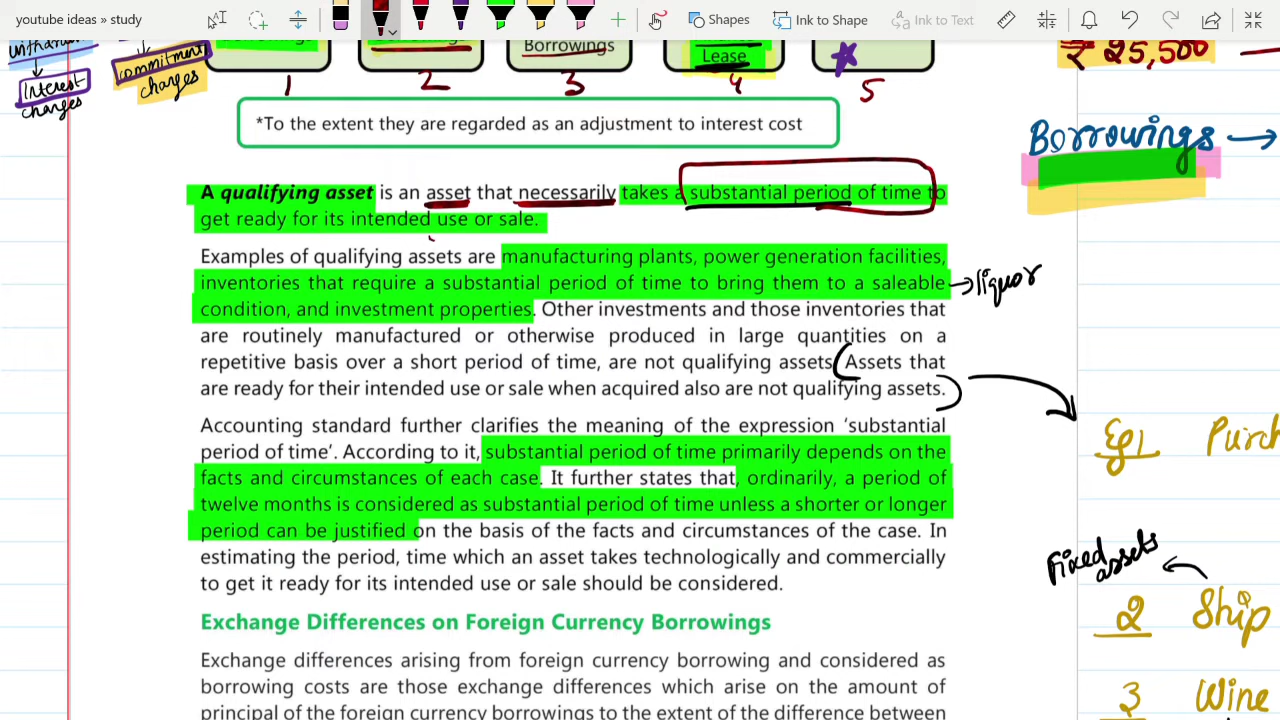 youtube ideas » study
Shapes
Ink to Shape
Ink to Text
Interest charges
commitment charges
Borrowings
Lease
1
2
3
4
5
₹ 25,500
*To the extent they are regarded as an adjustment to interest cost
Borrowings →
A qualifying asset is an asset that necessarily takes a substantial period of time to
get ready for its intended use or sale.
Examples of qualifying assets are manufacturing plants, power generation facilities,
inventories that require a substantial period of time to bring them to a saleable
→ liquor
condition, and investment properties. Other investments and those inventories that
are routinely manufactured or otherwise produced in large quantities on a
repetitive basis over a short period of time, are not qualifying assets. Assets that
are ready for their intended use or sale when acquired also are not qualifying assets.
Accounting standard further clarifies the meaning of the expression ‘substantial
period of time’. According to it, substantial period of time primarily depends on the
facts and circumstances of each case. It further states that, ordinarily, a period of
twelve months is considered as substantial period of time unless a shorter or longer
period can be justified on the basis of the facts and circumstances of the case. In
estimating the period, time which an asset takes technologically and commercially
to get it ready for its intended use or sale should be considered.
Eg1 Purch
Fixed assets
2 Ship
3 Wine
Exchange Differences on Foreign Currency Borrowings
Exchange differences arising from foreign currency borrowing and considered as
borrowing costs are those exchange differences which arise on the amount of
principal of the foreign currency borrowings to the extent of the difference between